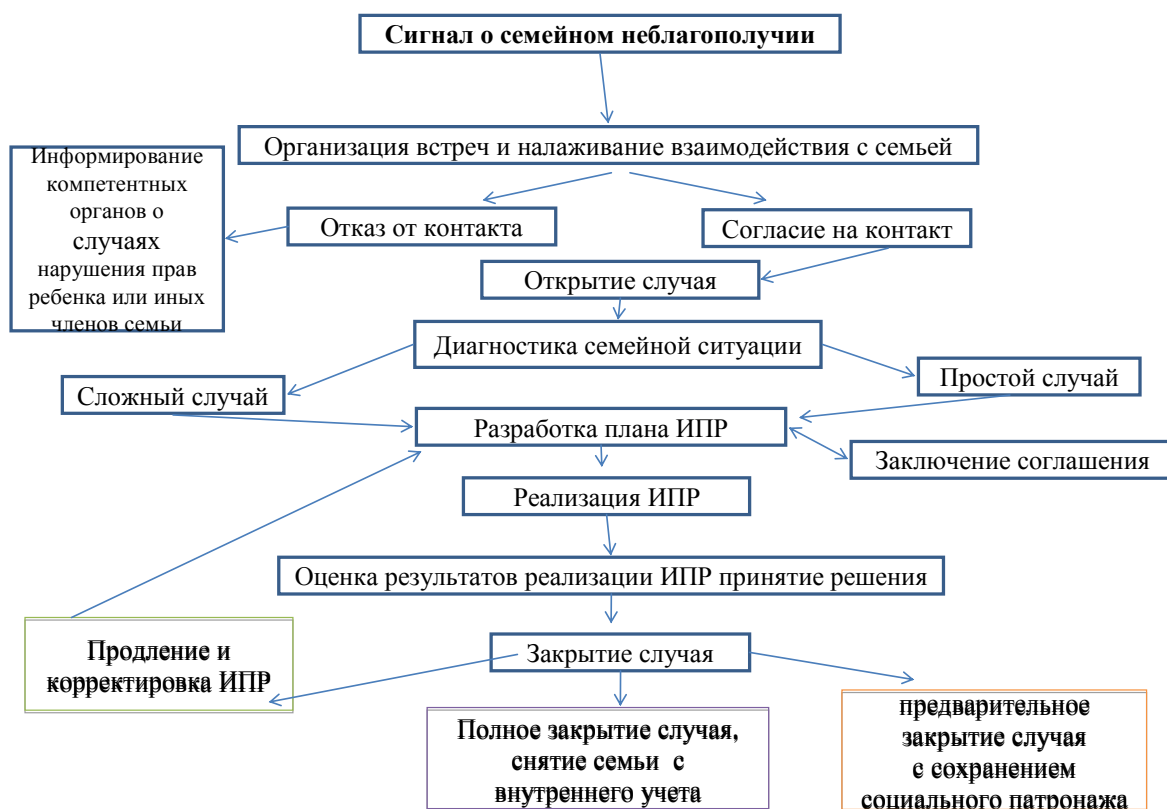 Сигнал о семейном неблагополучии
Организация встреч и налаживание взаимодействия с семьей
Информирование
компетентных
органов о
случаях
нарушения прав
ребенка или иных
членов семьи
Отказ от контакта
Согласие на контакт
Открытие случая
Диагностика семейной ситуации
Сложный случай
Простой случай
Разработка плана ИПР
Заключение соглашения
Реализация ИПР
Оценка результатов реализации ИПР принятие решения
Продление и
корректировка ИПР
Закрытие случая
Полное закрытие случая,
снятие семьи с
внутреннего учета
предварительное
закрытие случая
с сохранением
социального патронажа